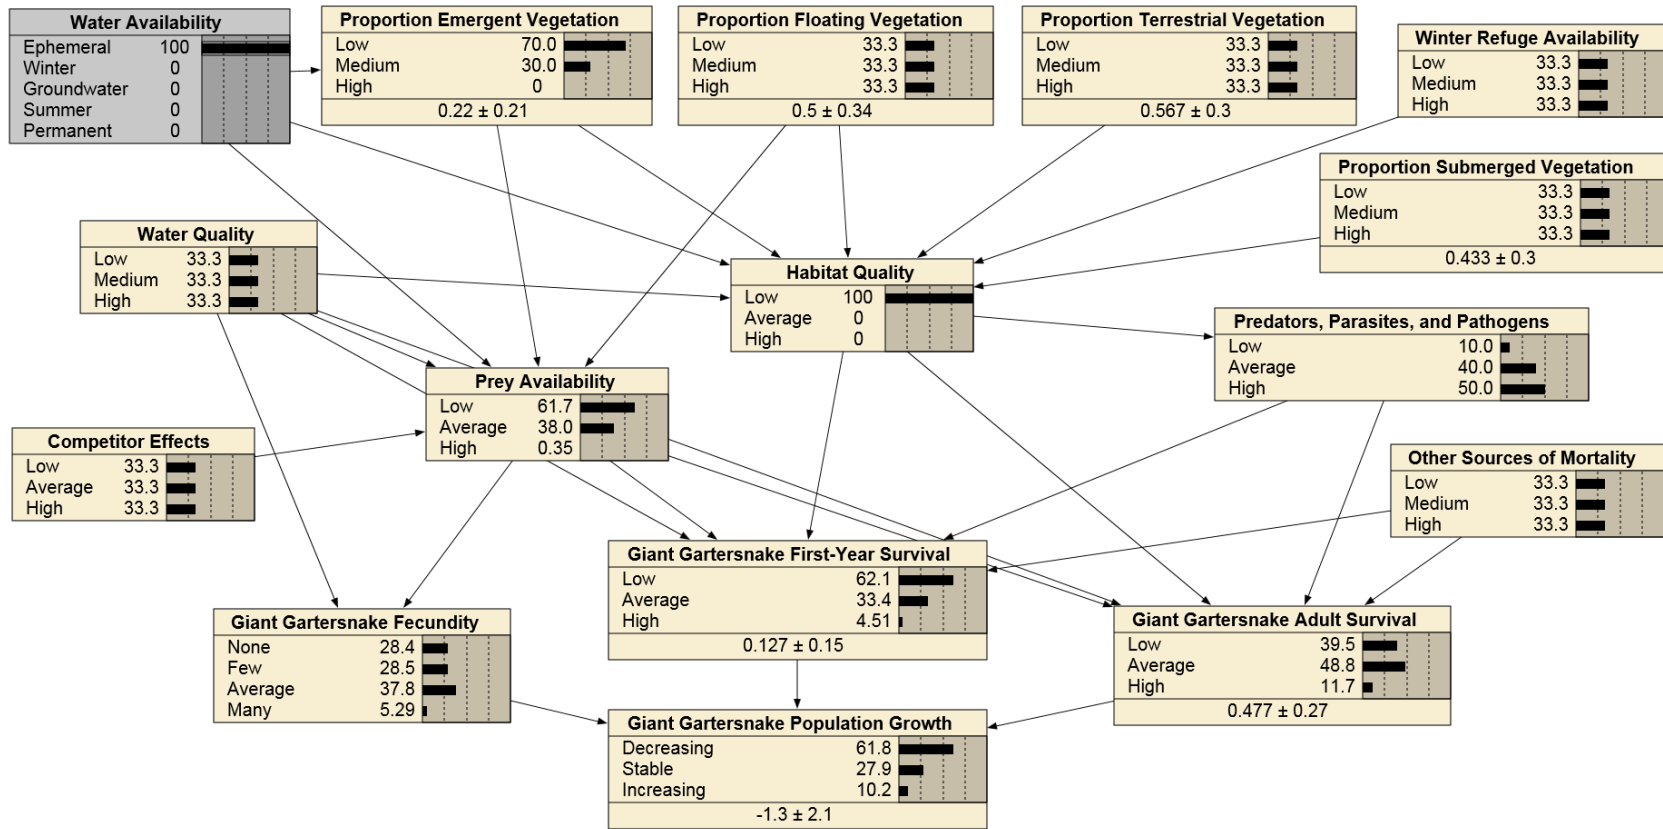 Water Availability
Ephemeral 100
Winter 0
Groundwater 0
Summer 0
Permanent 0
Proportion Emergent Vegetation
Low 70.0
Medium 30.0
High 0
0.22 ± 0.21
Proportion Floating Vegetation
Low 33.3
Medium 33.3
High 33.3
0.5 ± 0.34
Proportion Terrestrial Vegetation
Low 33.3
Medium 33.3
High 33.3
0.567 ± 0.3
Winter Refuge Availability
Low 33.3
Medium 33.3
High 33.3
Proportion Submerged Vegetation
Low 33.3
Medium 33.3
High 33.3
0.433 ± 0.3
Water Quality
Low 33.3
Medium 33.3
High 33.3
Habitat Quality
Low 100
Average 0
High 0
Predators, Parasites, and Pathogens
Low 10.0
Average 40.0
High 50.0
Prey Availability
Low 61.7
Average 38.0
High 0.35
Competitor Effects
Low 33.3
Average 33.3
High 33.3
Other Sources of Mortality
Low 33.3
Medium 33.3
High 33.3
Giant Gartersnake First-Year Survival
Low 62.1
Average 33.4
High 4.51
0.127 ± 0.15
Giant Gartersnake Fecundity
None 28.4
Few 28.5
Average 37.8
Many 5.29
Giant Gartersnake Adult Survival
Low 39.5
Average 48.8
High 11.7
0.477 ± 0.27
Giant Gartersnake Population Growth
Decreasing 61.8
Stable 27.9
Increasing 10.2
-1.3 ± 2.1